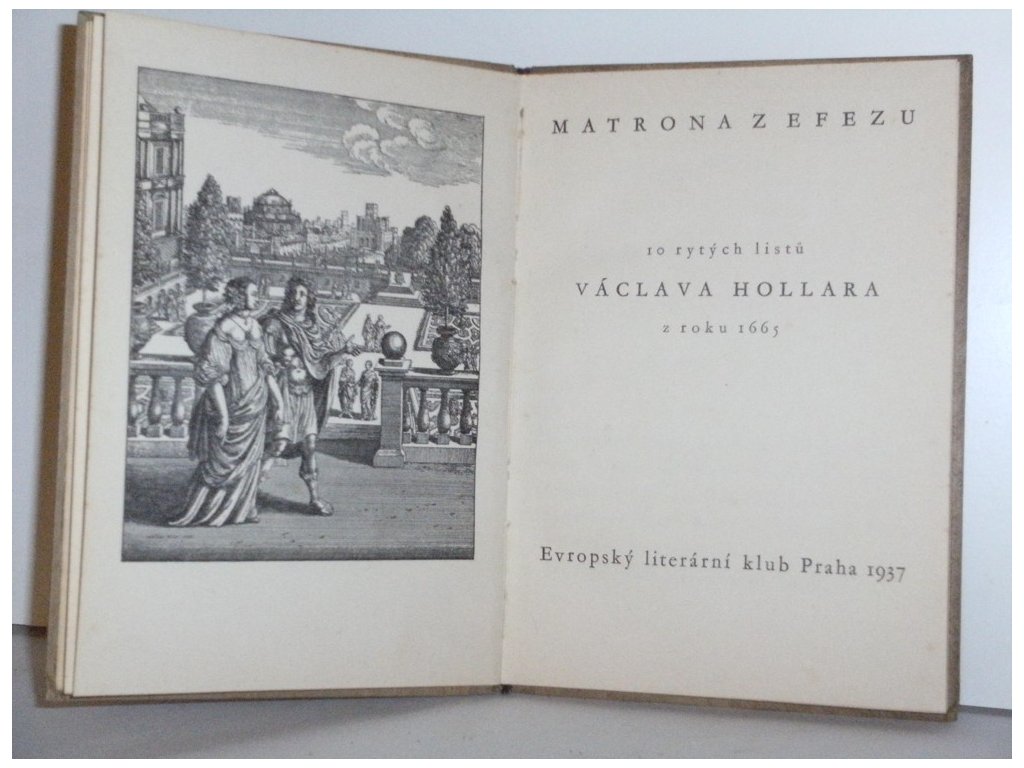 MATRONA Z EFEZU
10 rytých listů
VÁCLAVA HOLLARA
z roku 1665
Evropský literární klub Praha 1937